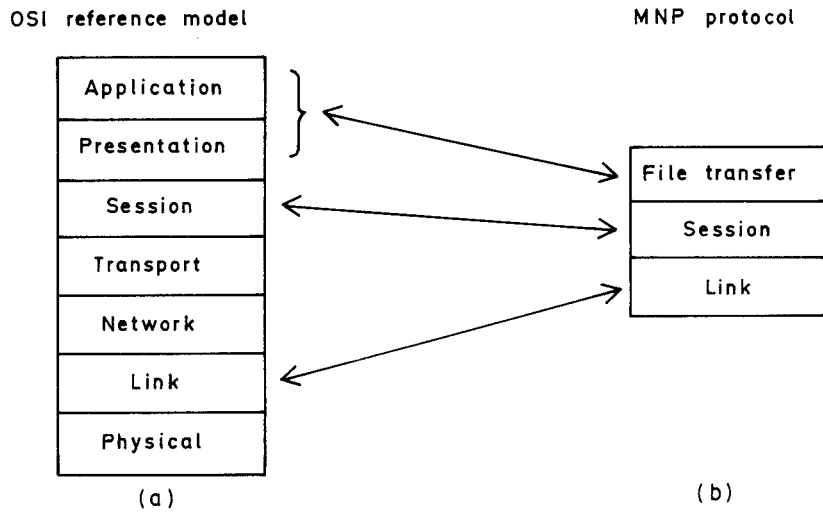 OSI reference model
MNP protocol
Application
Presentation
Session
Transport
Network
Link
Physical
(a)
File transfer
Session
Link
(b)